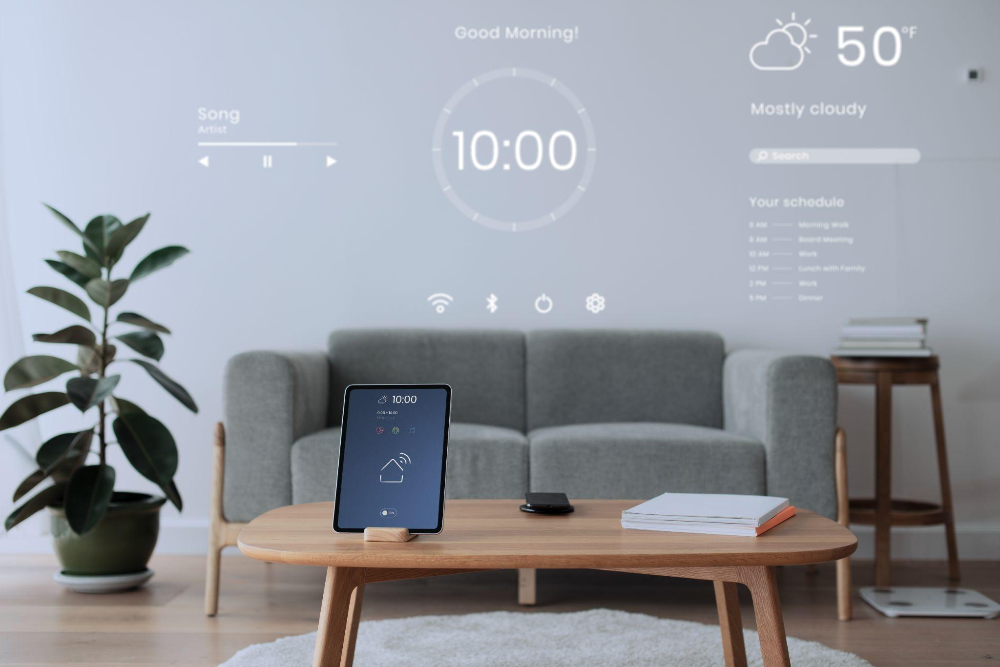 Good Morning!
50°F
Mostly cloudy
Song
Artist
10:00
Search
Your schedule
6 AM Morning Walk
8 AM Board Meeting
10 AM Work
12 PM Lunch with Family
2 PM Work
5 PM Dinner
10:00
9:00 - 10:00
Meeting
ON